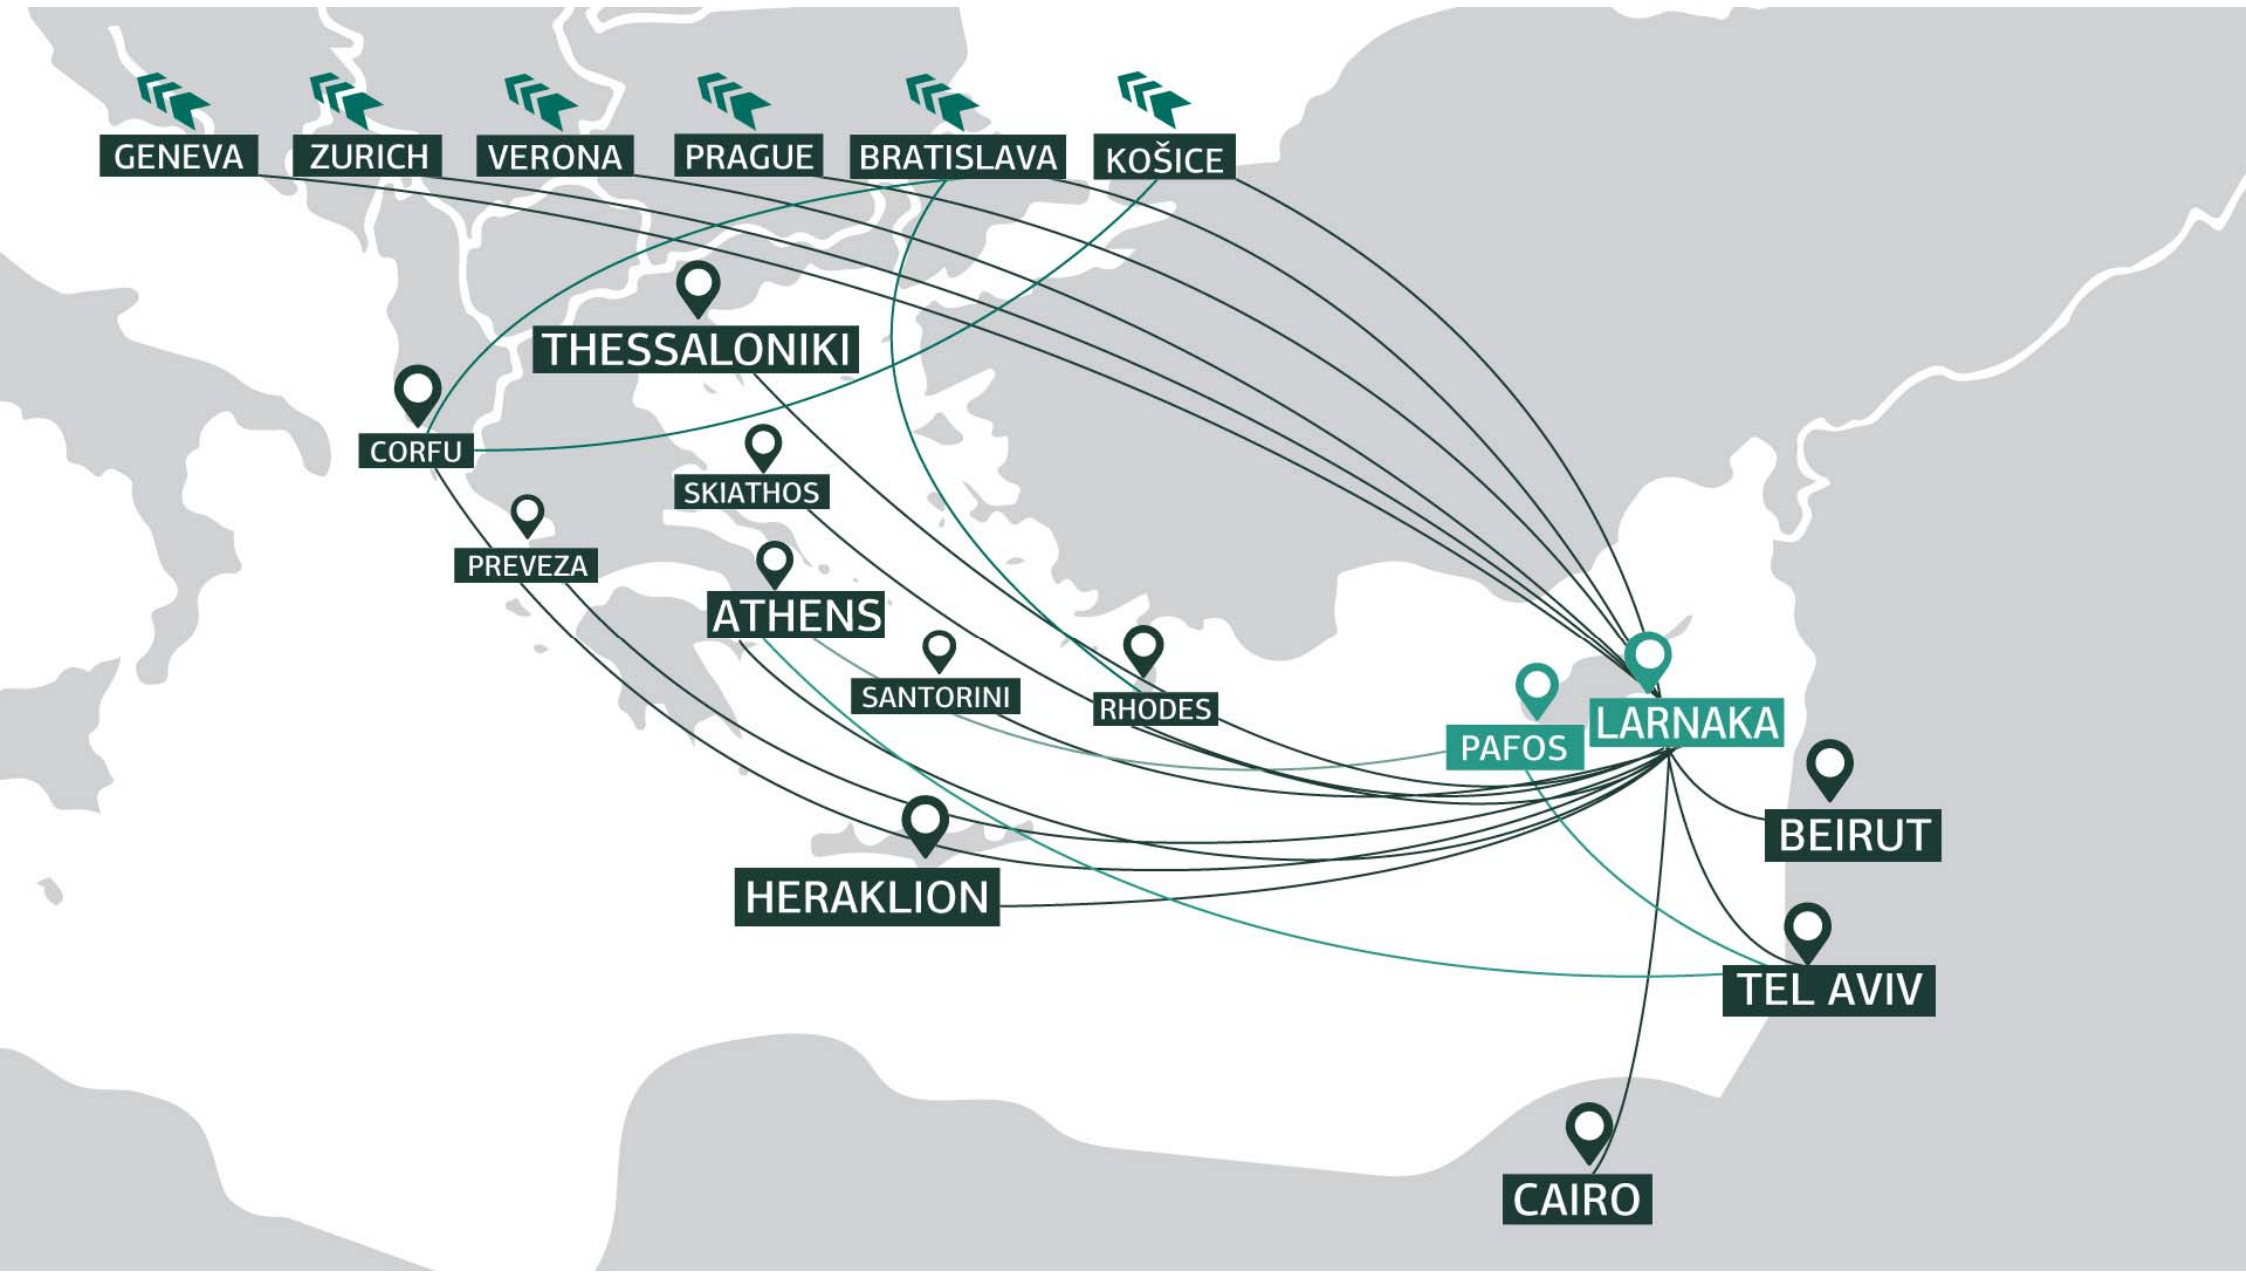 GENEVA
ZURICH
VERONA
PRAGUE
BRATISLAVA
KOŠICE
THESSALONIKI
CORFU
SKIATHOS
PREVEZA
ATHENS
SANTORINI
RHODES
PAFOS
LARNAKA
BEIRUT
HERAKLION
TEL AVIV
CAIRO